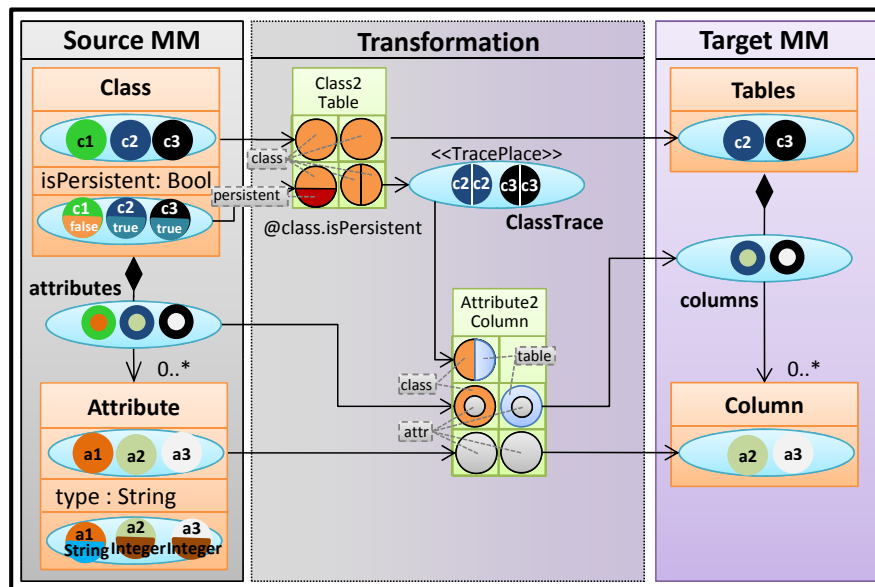 Source MM
Transformation
Target MM
Class
c1 c2 c3
isPersistent: Bool
c1 c2 c3
false true true
attributes
0..*
Attribute
a1 a2 a3
type : String
a1 a2 a3
String Integer Integer
Class2
Table
class
persistent
@class.isPersistent
<<TracePlace>>
c2 c2 c3 c3
ClassTrace
Attribute2
Column
table
class
attr
Tables
c2 c3
columns
0..*
Column
a2 a3